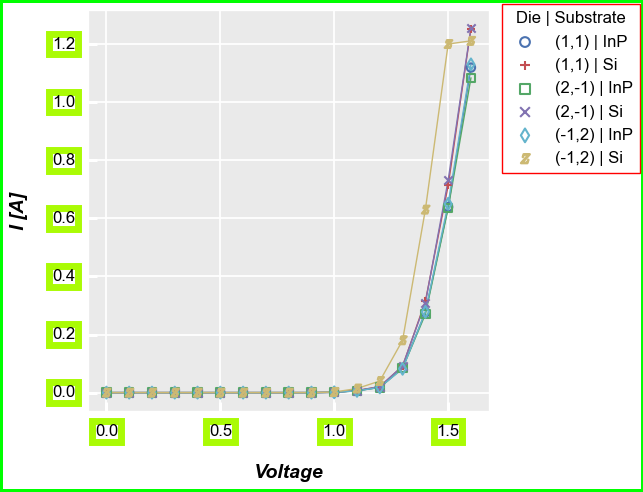 Die | Substrate
(1,1) | InP
(1,1) | Si
(2,-1) | InP
(2,-1) | Si
(-1,2) | InP
(-1,2) | Si
I [A]
1.2
1.0
0.8
0.6
0.4
0.2
0.0
0.0 0.5 1.0 1.5
Voltage